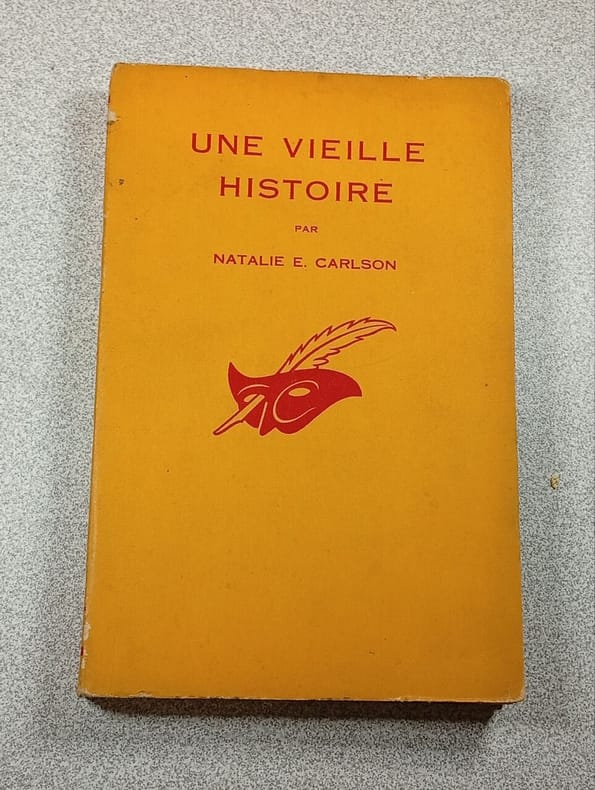 UNE VIEILLE
HISTOIRE
PAR
NATALIE E. CARLSON